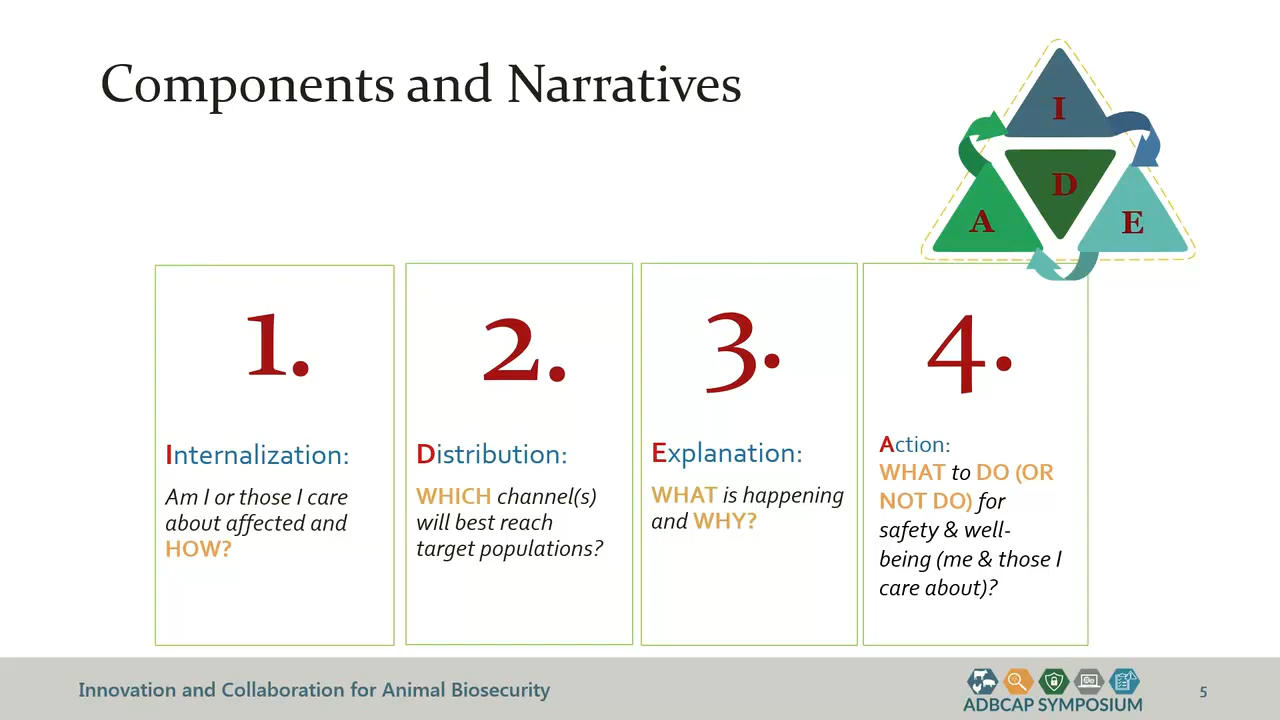 Components and Narratives
I
D
A
E
1.
Internalization:
Am I or those I care
about affected and
HOW?
2.
Distribution:
WHICH channel(s)
will best reach
target populations?
3.
Explanation:
WHAT is happening
and WHY?
4.
Action:
WHAT to DO (OR
NOT DO) for
safety & well-
being (me & those I
care about)?
Innovation and Collaboration for Animal Biosecurity
ADBCAP SYMPOSIUM
5